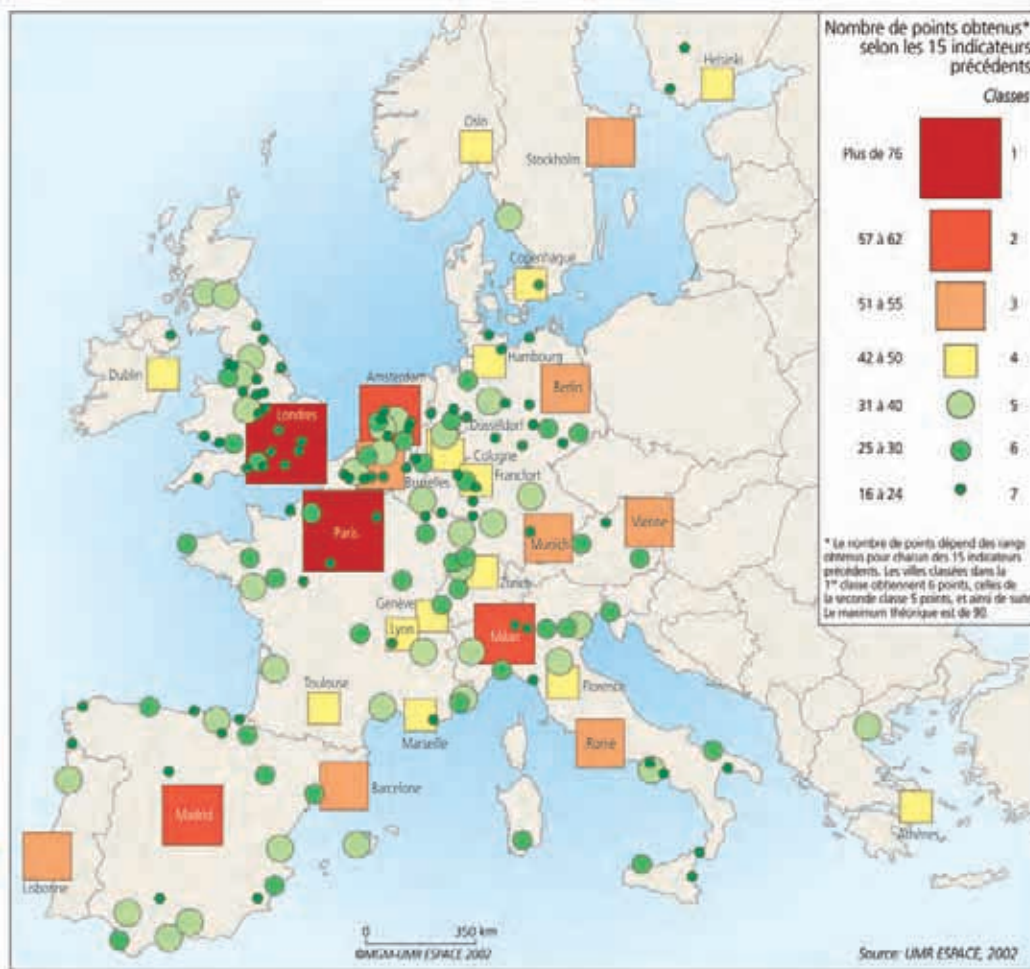 Nombre de points obtenus*
selon les 15 indicateurs
précédents
Classes
Plus de 76
1
57 à 62
2
51 à 55
3
42 à 50
4
31 à 40
5
25 à 30
6
16 à 24
7
* Le nombre de points dépend des rangs
obtenus pour chacun des 15 indicateurs
précédents. Les villes classées dans la
1re classe obtiennent 6 points, celles de
la seconde classe 5 points, et ainsi de suite
Le maximum théorique est de 90
Helsinki
Oslo
Stockholm
Copenhague
Dublin
Hambourg
Amsterdam
Berlin
Londres
Düsseldorf
Cologne
Bruxelles
Francfort
Paris
Munich
Vienne
Zurich
Genève
Lyon
Milan
Toulouse
Florence
Marseille
Rome
Barcelone
Madrid
Athènes
Lisbonne
0 350 km
©MGM-UMR ESPACE 2002
Source: UMR ESPACE, 2002